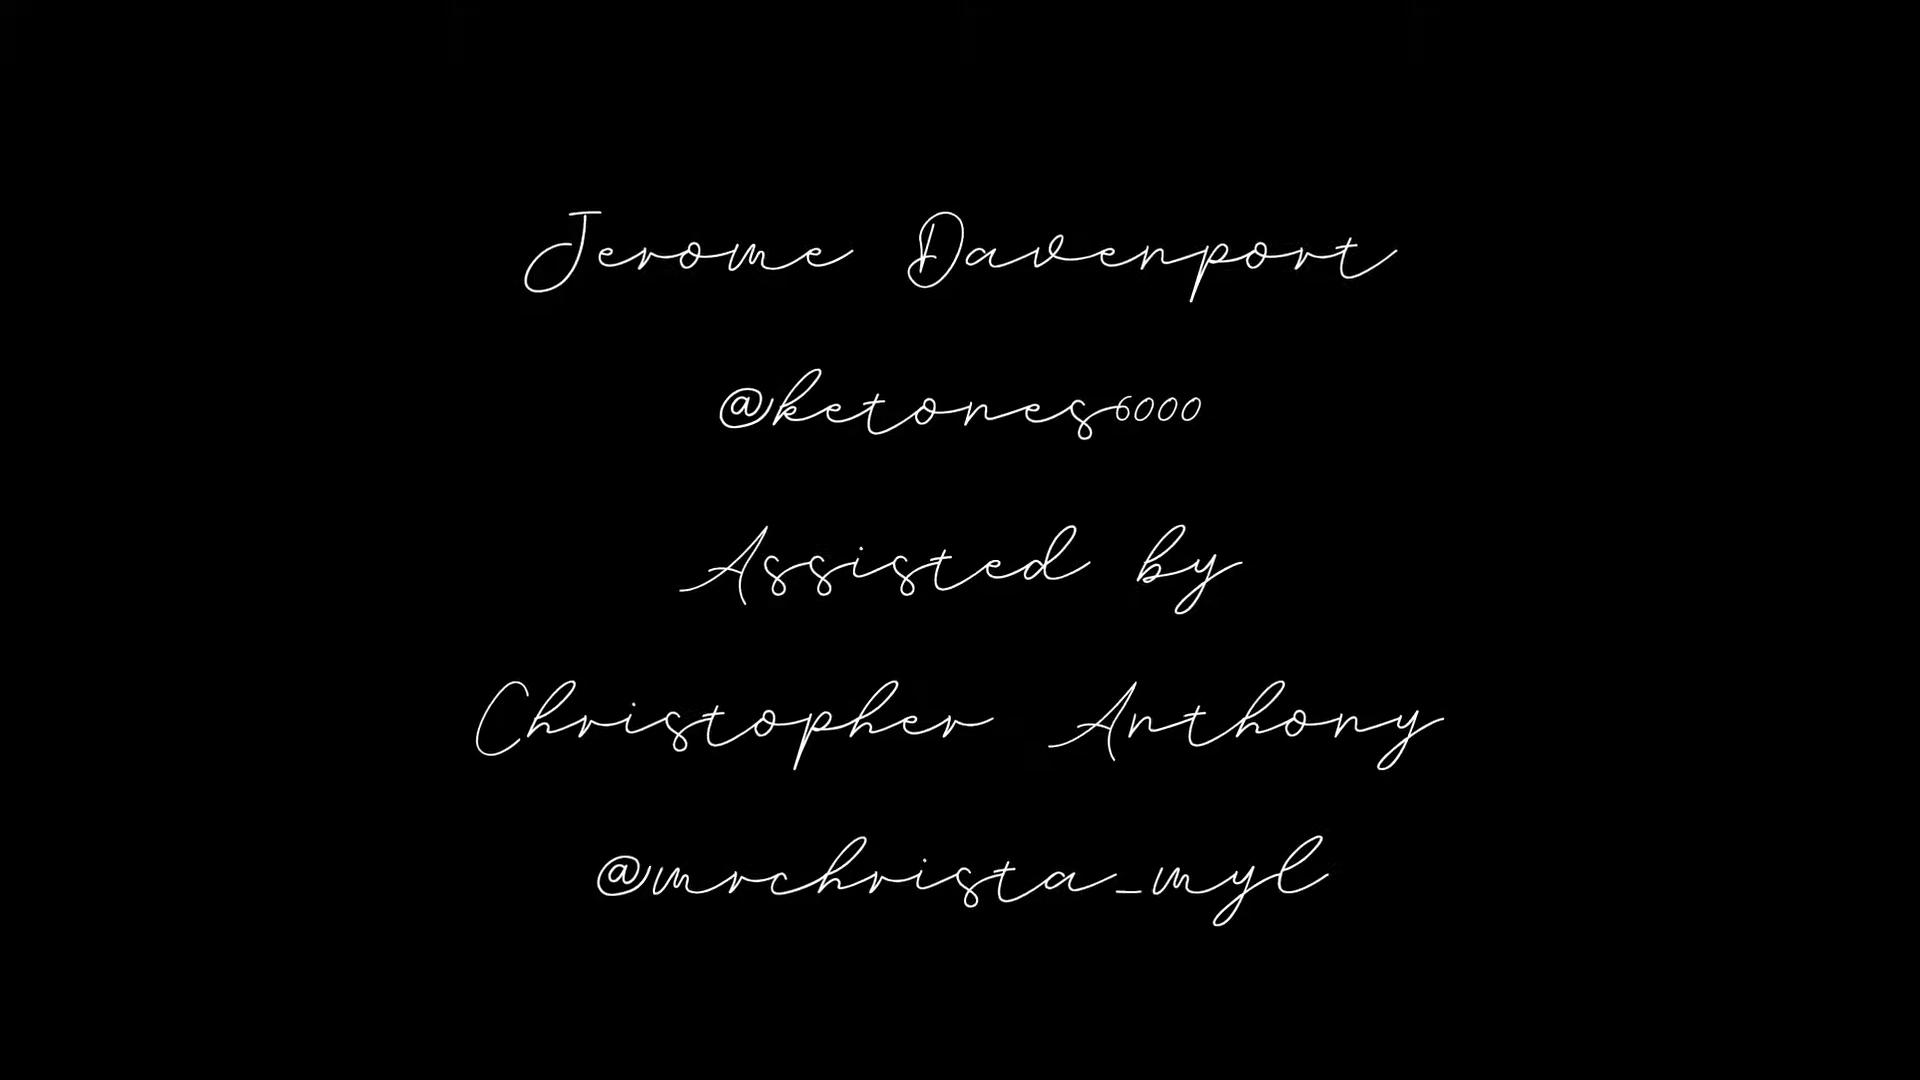 Jerome Davenport
@ketones6000
Assisted by
Christopher Anthony
@mrchrista_myl